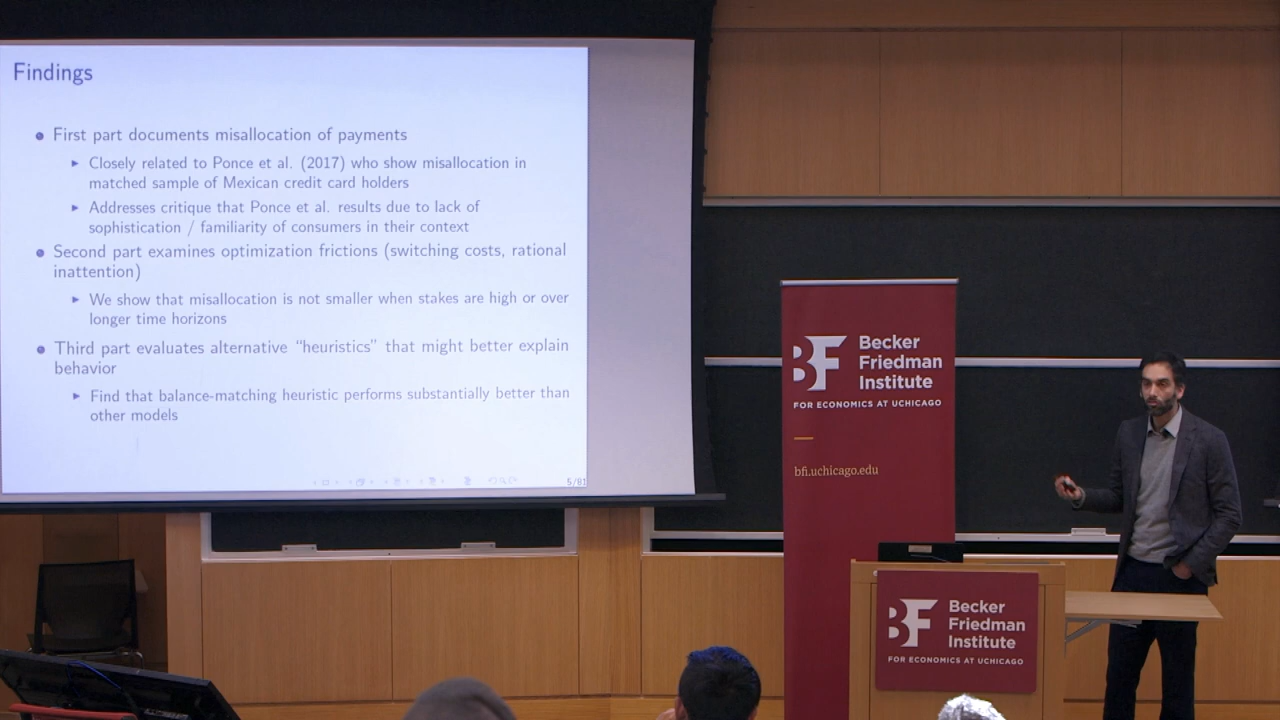 Findings
First part documents misallocation of payments
Closely related to Ponce et al. (2017) who show misallocation in
matched sample of Mexican credit card holders
Addresses critique that Ponce et al. results due to lack of
sophistication / familiarity of consumers in their context
Second part examines optimization frictions (switching costs, rational
inattention)
We show that misallocation is not smaller when stakes are high or over
longer time horizons
Third part evaluates alternative “heuristics” that might better explain
behavior
Find that balance-matching heuristic performs substantially better than
other models
5/81
BF
Becker
Friedman
Institute
FOR ECONOMICS AT UCHICAGO
bfi.uchicago.edu
BF
Becker
Friedman
Institute
FOR ECONOMICS AT UCHICAGO